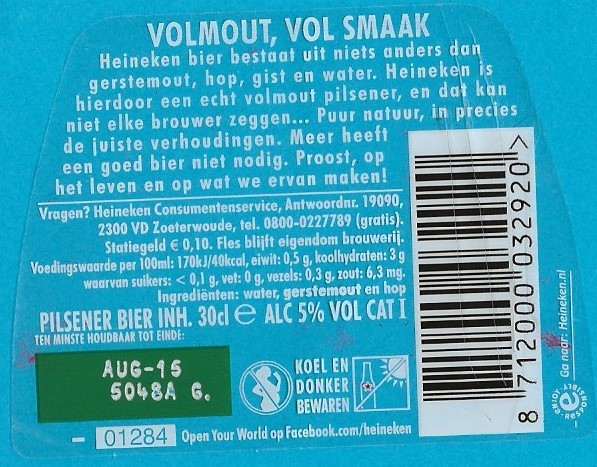 VOLMOUT, VOL SMAAK
Heineken bier bestaat uit niets anders dan
gerstemout, hop, gist en water. Heineken is
hierdoor een echt volmout pilsener, en dat kan
niet elke brouwer zeggen... Puur natuur, in precies
de juiste verhoudingen. Meer heeft
een goed bier niet nodig. Proost, op
het leven en op wat we ervan maken!
Vragen? Heineken Consumentenservice, Antwoordnr. 19090,
2300 VD Zoeterwoude, tel. 0800-0227789 (gratis).
Statiegeld € 0,10. Fles blijft eigendom brouwerij.
Voedingswaarde per 100ml: 170kJ/40kcal, eiwit: 0,5 g, koolhydraten: 3 g
waarvan suikers: < 0,1 g, vet: 0 g, vezels: 0,3 g, zout: 6,3 mg.
Ingrediënten: water, gerstemout en hop
PILSENER BIER INH. 30cl e ALC 5% VOL CAT I
TEN MINSTE HOUDBAAR TOT EINDE:
AUG-15
5048A G.
KOEL EN
DONKER
BEWAREN
01284 Open Your World op Facebook.com/heineken
8 712000 032920 >
Ga naar: Heineken.nl
ENJOY RESPONSIBLY